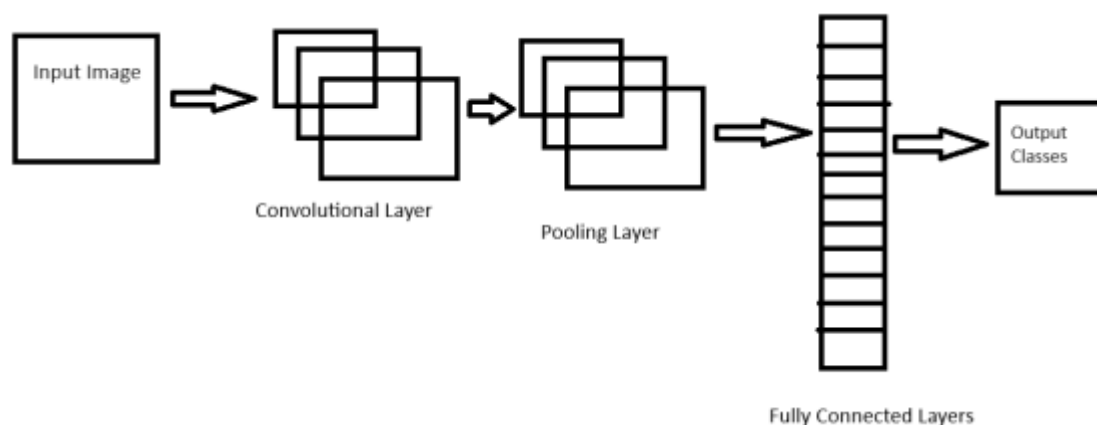 Input Image
Convolutional Layer
Pooling Layer
Fully Connected Layers
Output
Classes